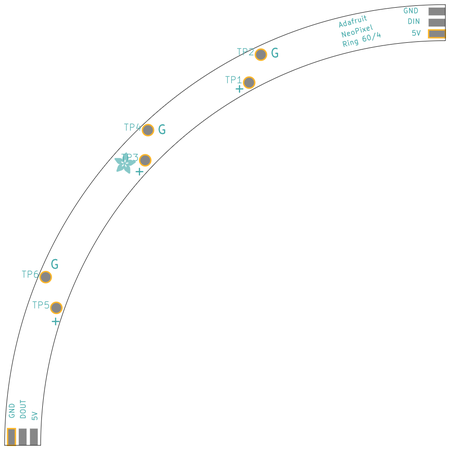 Adafruit
NeoPixel
Ring 60/4
GND
DIN
5V
TP2
G
TP1
+
TP4
G
TP3
+
TP6
G
TP5
+
GND
DOUT
5V